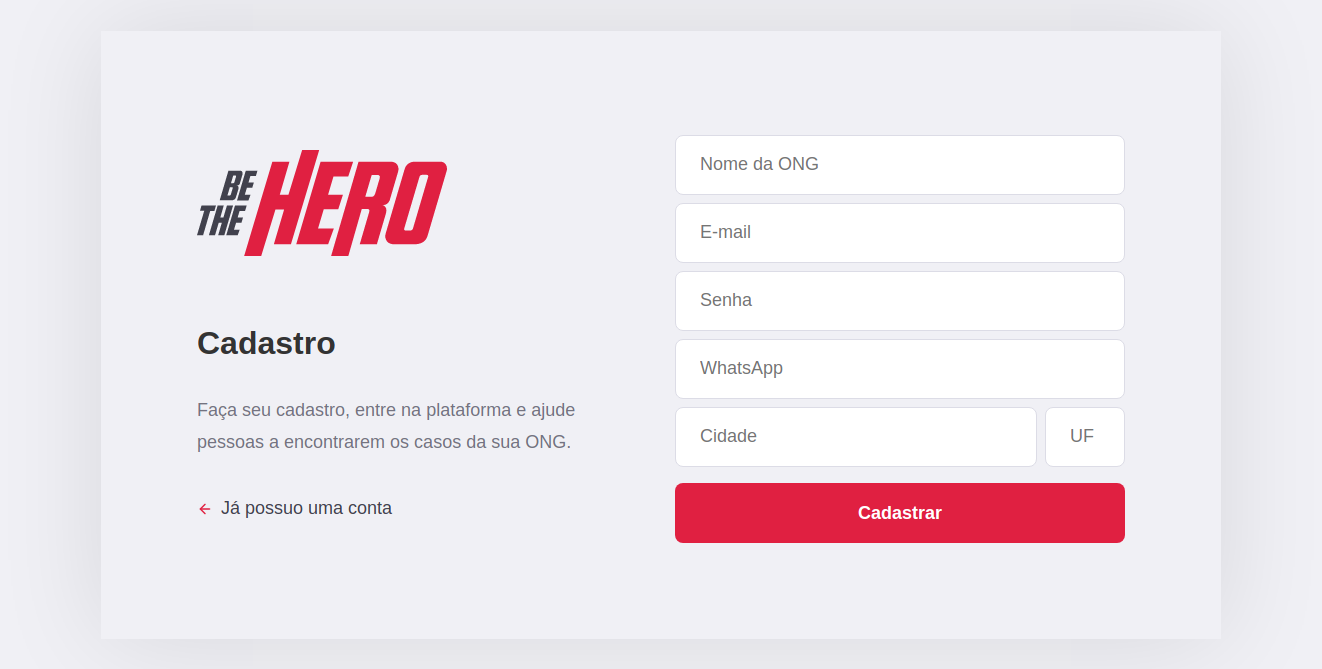 BE
THE
HERO
Cadastro
Faça seu cadastro, entre na plataforma e ajude
pessoas a encontrarem os casos da sua ONG.
← Já possuo uma conta
Nome da ONG
E-mail
Senha
WhatsApp
Cidade
UF
Cadastrar